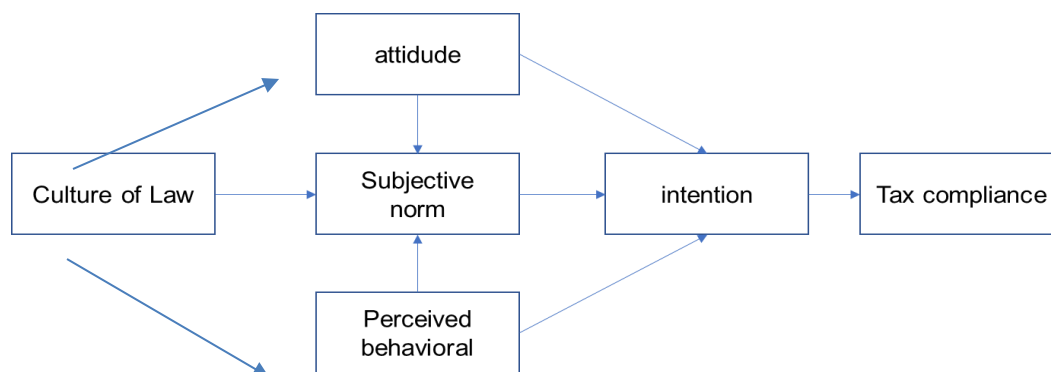 attidude
Culture of Law
Subjective
norm
intention
Tax compliance
Perceived
behavioral